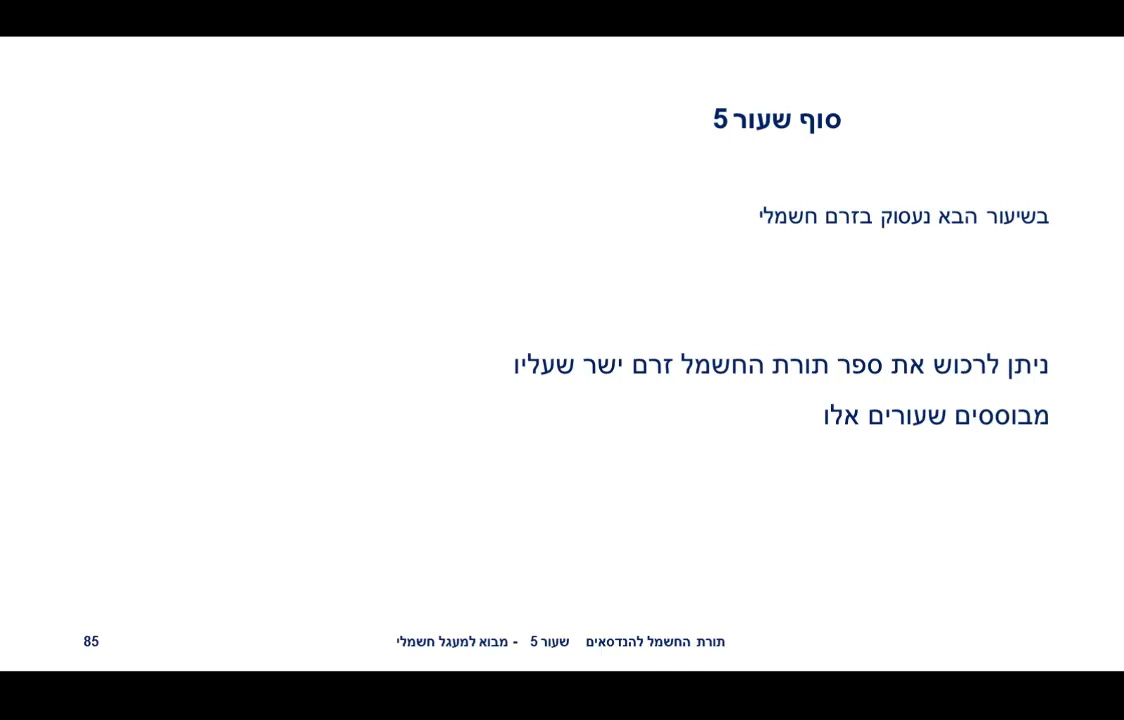 סוף שעור 5
בשיעור הבא נעסוק בזרם חשמלי
ניתן לרכוש את ספר תורת החשמל זרם ישר שעליו
מבוססים שעורים אלו
תורת החשמל להנדסאים שעור 5 - מבוא למעגל חשמלי
85